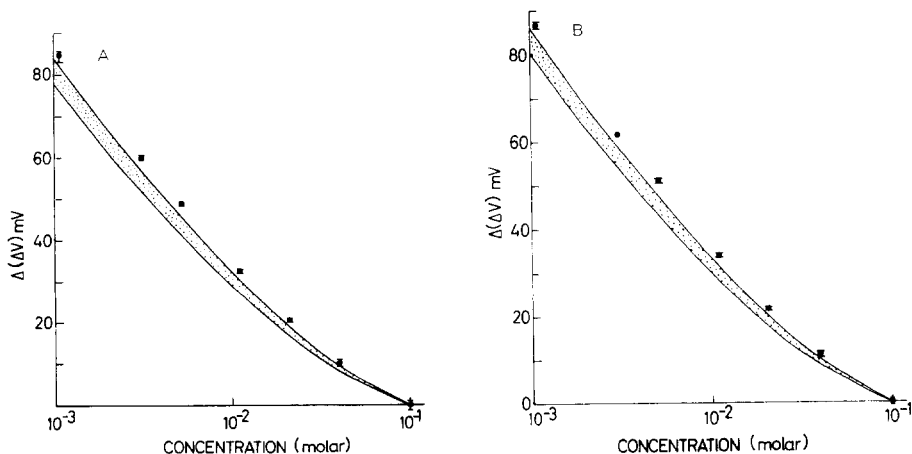 A
80
60
40
20
Δ(ΔV) mV
10⁻³
10⁻²
10⁻¹
CONCENTRATION (molar)
B
80
60
40
20
0
Δ(ΔV) mV
10⁻³
10⁻²
10⁻¹
CONCENTRATION (molar)